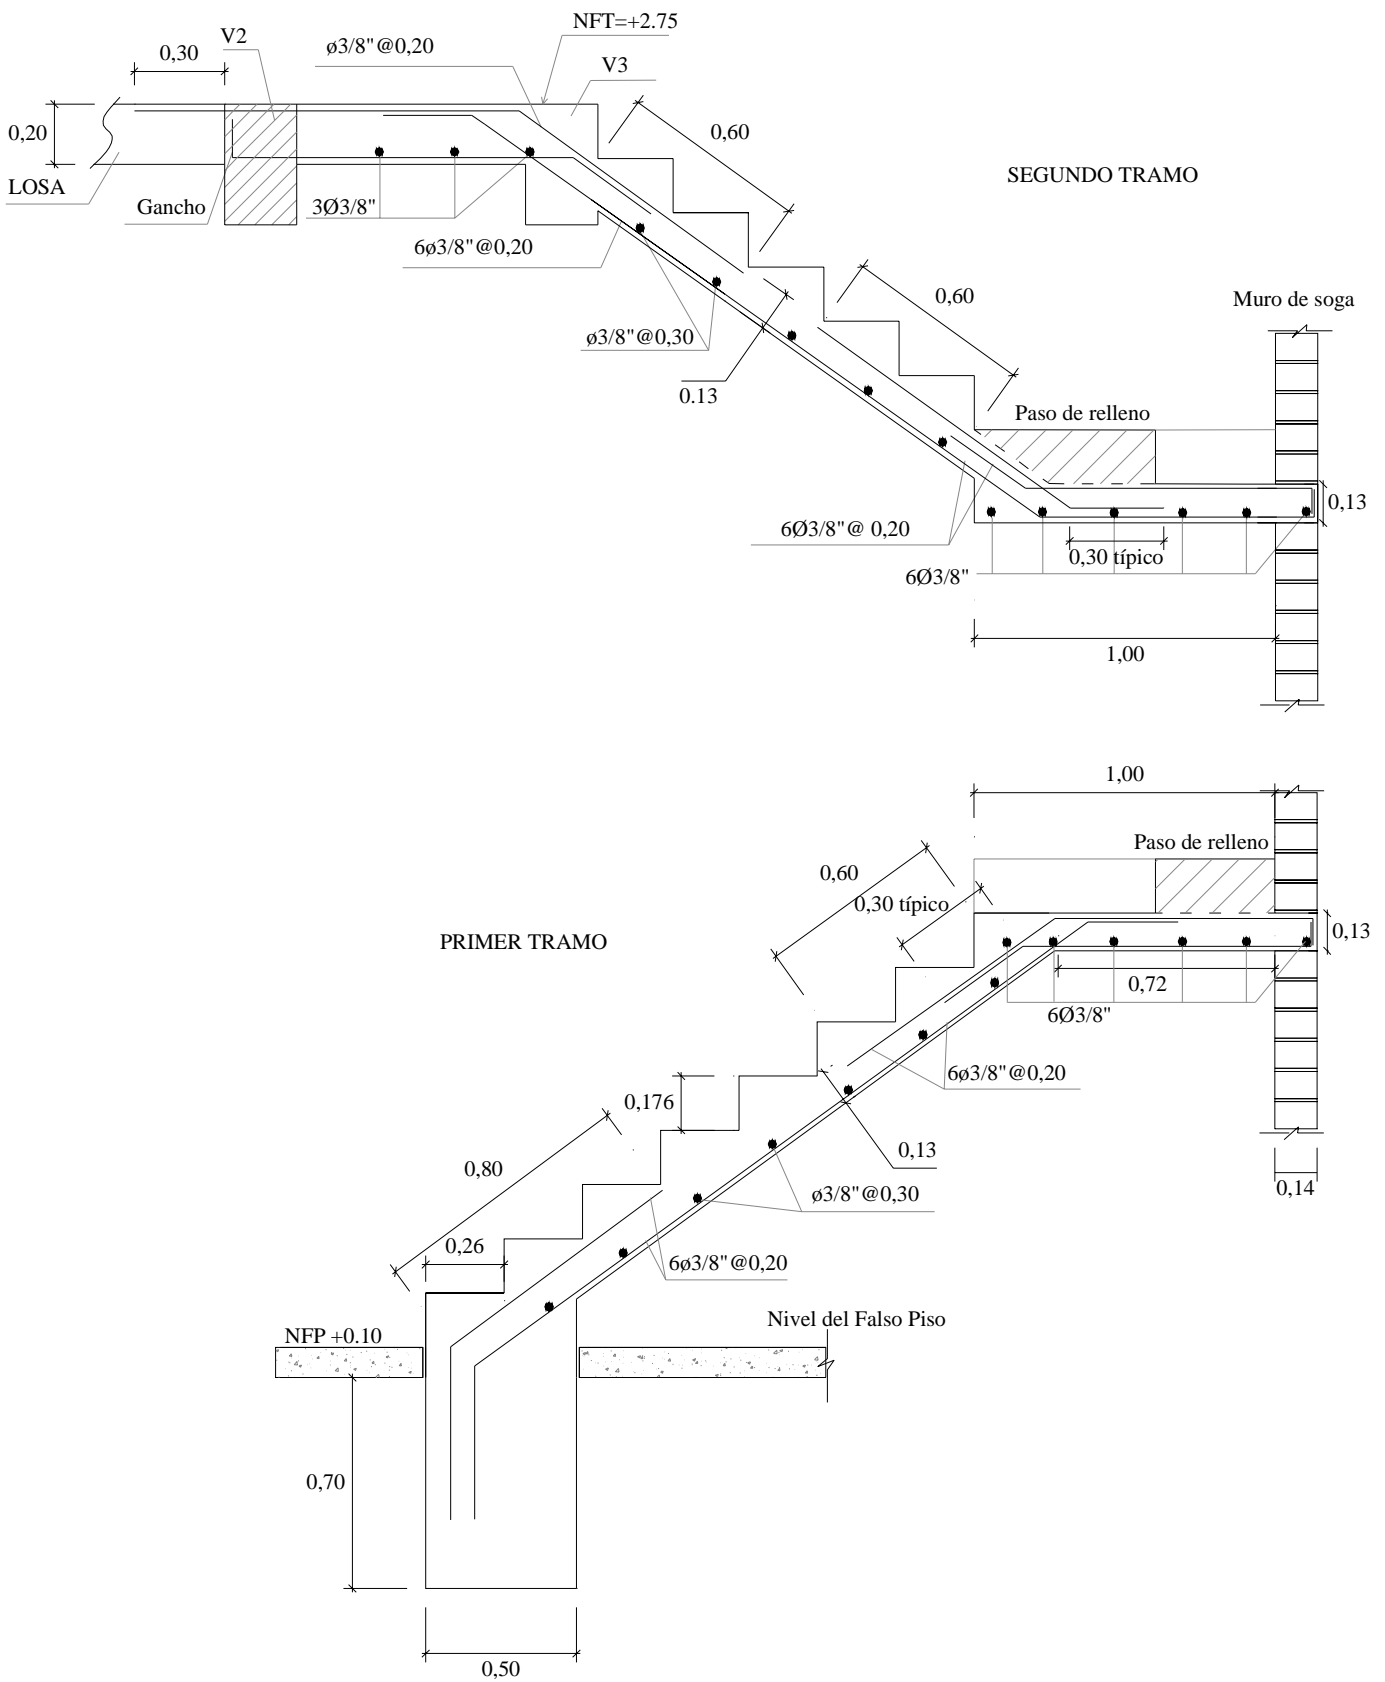 NFT=+2.75
V2
ø3/8"@0,20
0,30
V3
0,20
0,60
LOSA
SEGUNDO TRAMO
Gancho
3Ø3/8"
6ø3/8"@0,20
0,60
Muro de soga
ø3/8"@0,30
0.13
Paso de relleno
0,13
6Ø3/8"@ 0,20
0,30 típico
6Ø3/8"
1,00
1,00
Paso de relleno
0,60
0,30 típico
PRIMER TRAMO
0,13
0,72
6Ø3/8"
6ø3/8"@0,20
0,176
0,13
0,80
ø3/8"@0,30
0,14
0,26
6ø3/8"@0,20
Nivel del Falso Piso
NFP +0.10
0,70
0,50